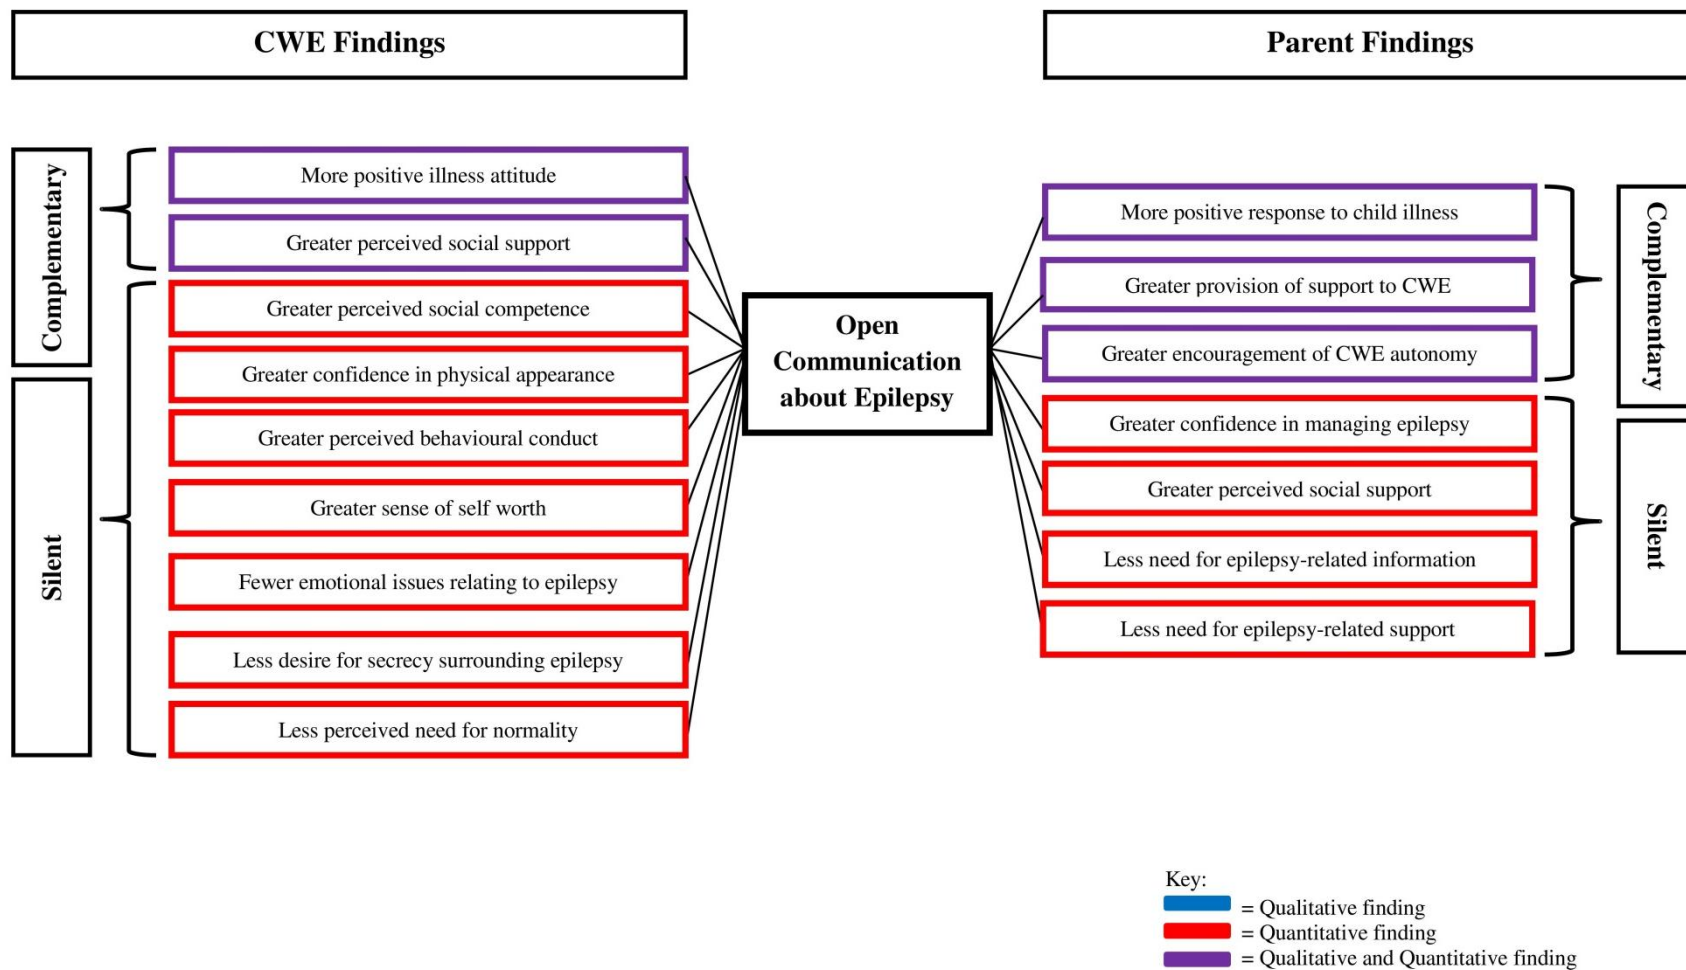 CWE Findings
Parent Findings
Complementary
More positive illness attitude
Greater perceived social support
Silent
Greater perceived social competence
Greater confidence in physical appearance
Greater perceived behavioural conduct
Greater sense of self worth
Fewer emotional issues relating to epilepsy
Less desire for secrecy surrounding epilepsy
Less perceived need for normality
Open
Communication
about Epilepsy
More positive response to child illness
Greater provision of support to CWE
Greater encouragement of CWE autonomy
Complementary
Greater confidence in managing epilepsy
Greater perceived social support
Less need for epilepsy-related information
Less need for epilepsy-related support
Silent
Key:
= Qualitative finding
= Quantitative finding
= Qualitative and Quantitative finding